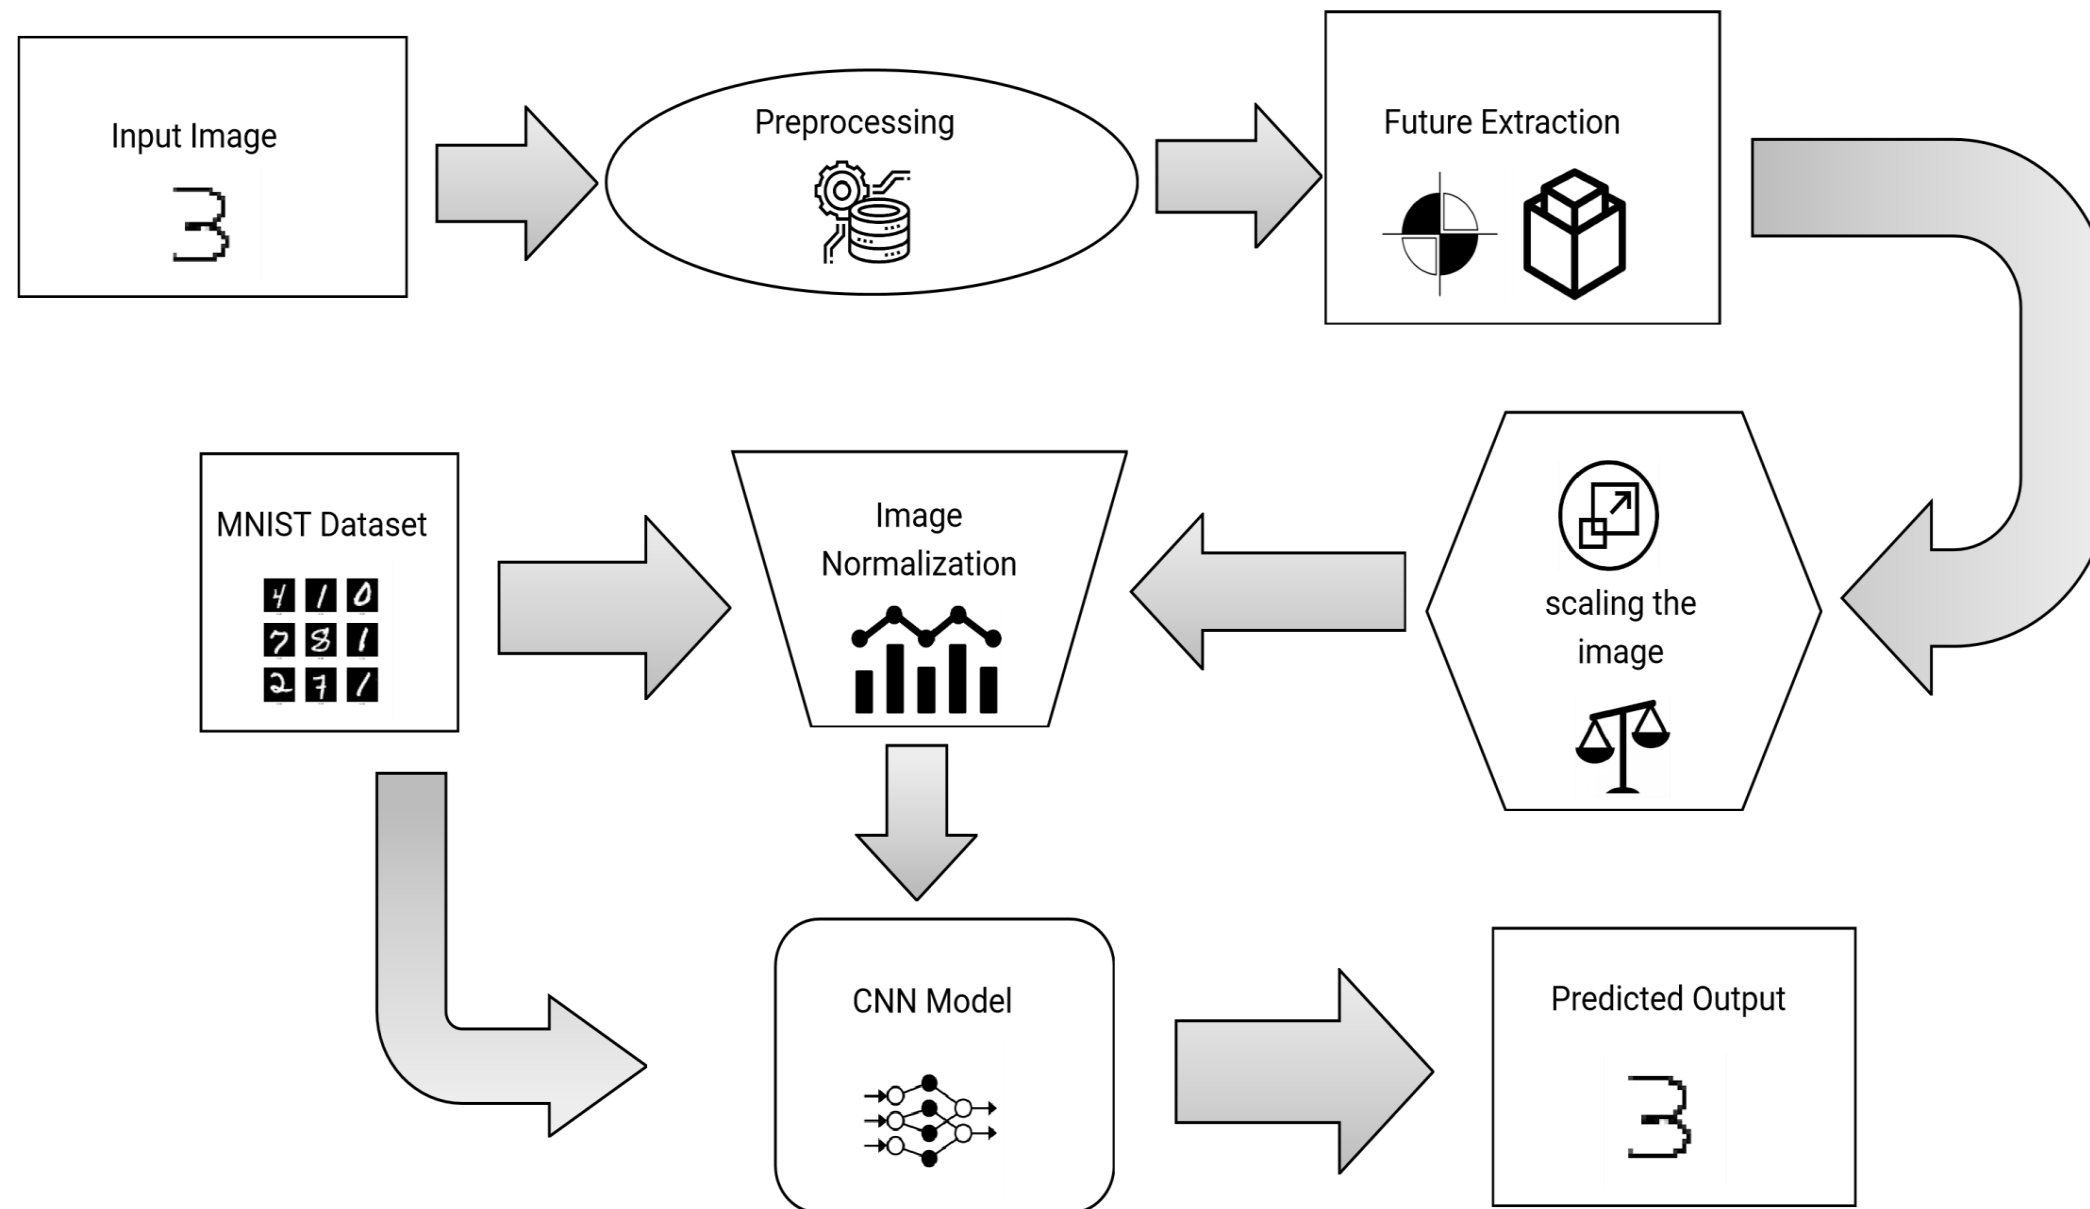 Input Image
3
Preprocessing
Future Extraction
MNIST Dataset
4 1 0
7 8 1
2 7 1
Image
Normalization
scaling the
image
CNN Model
Predicted Output
3